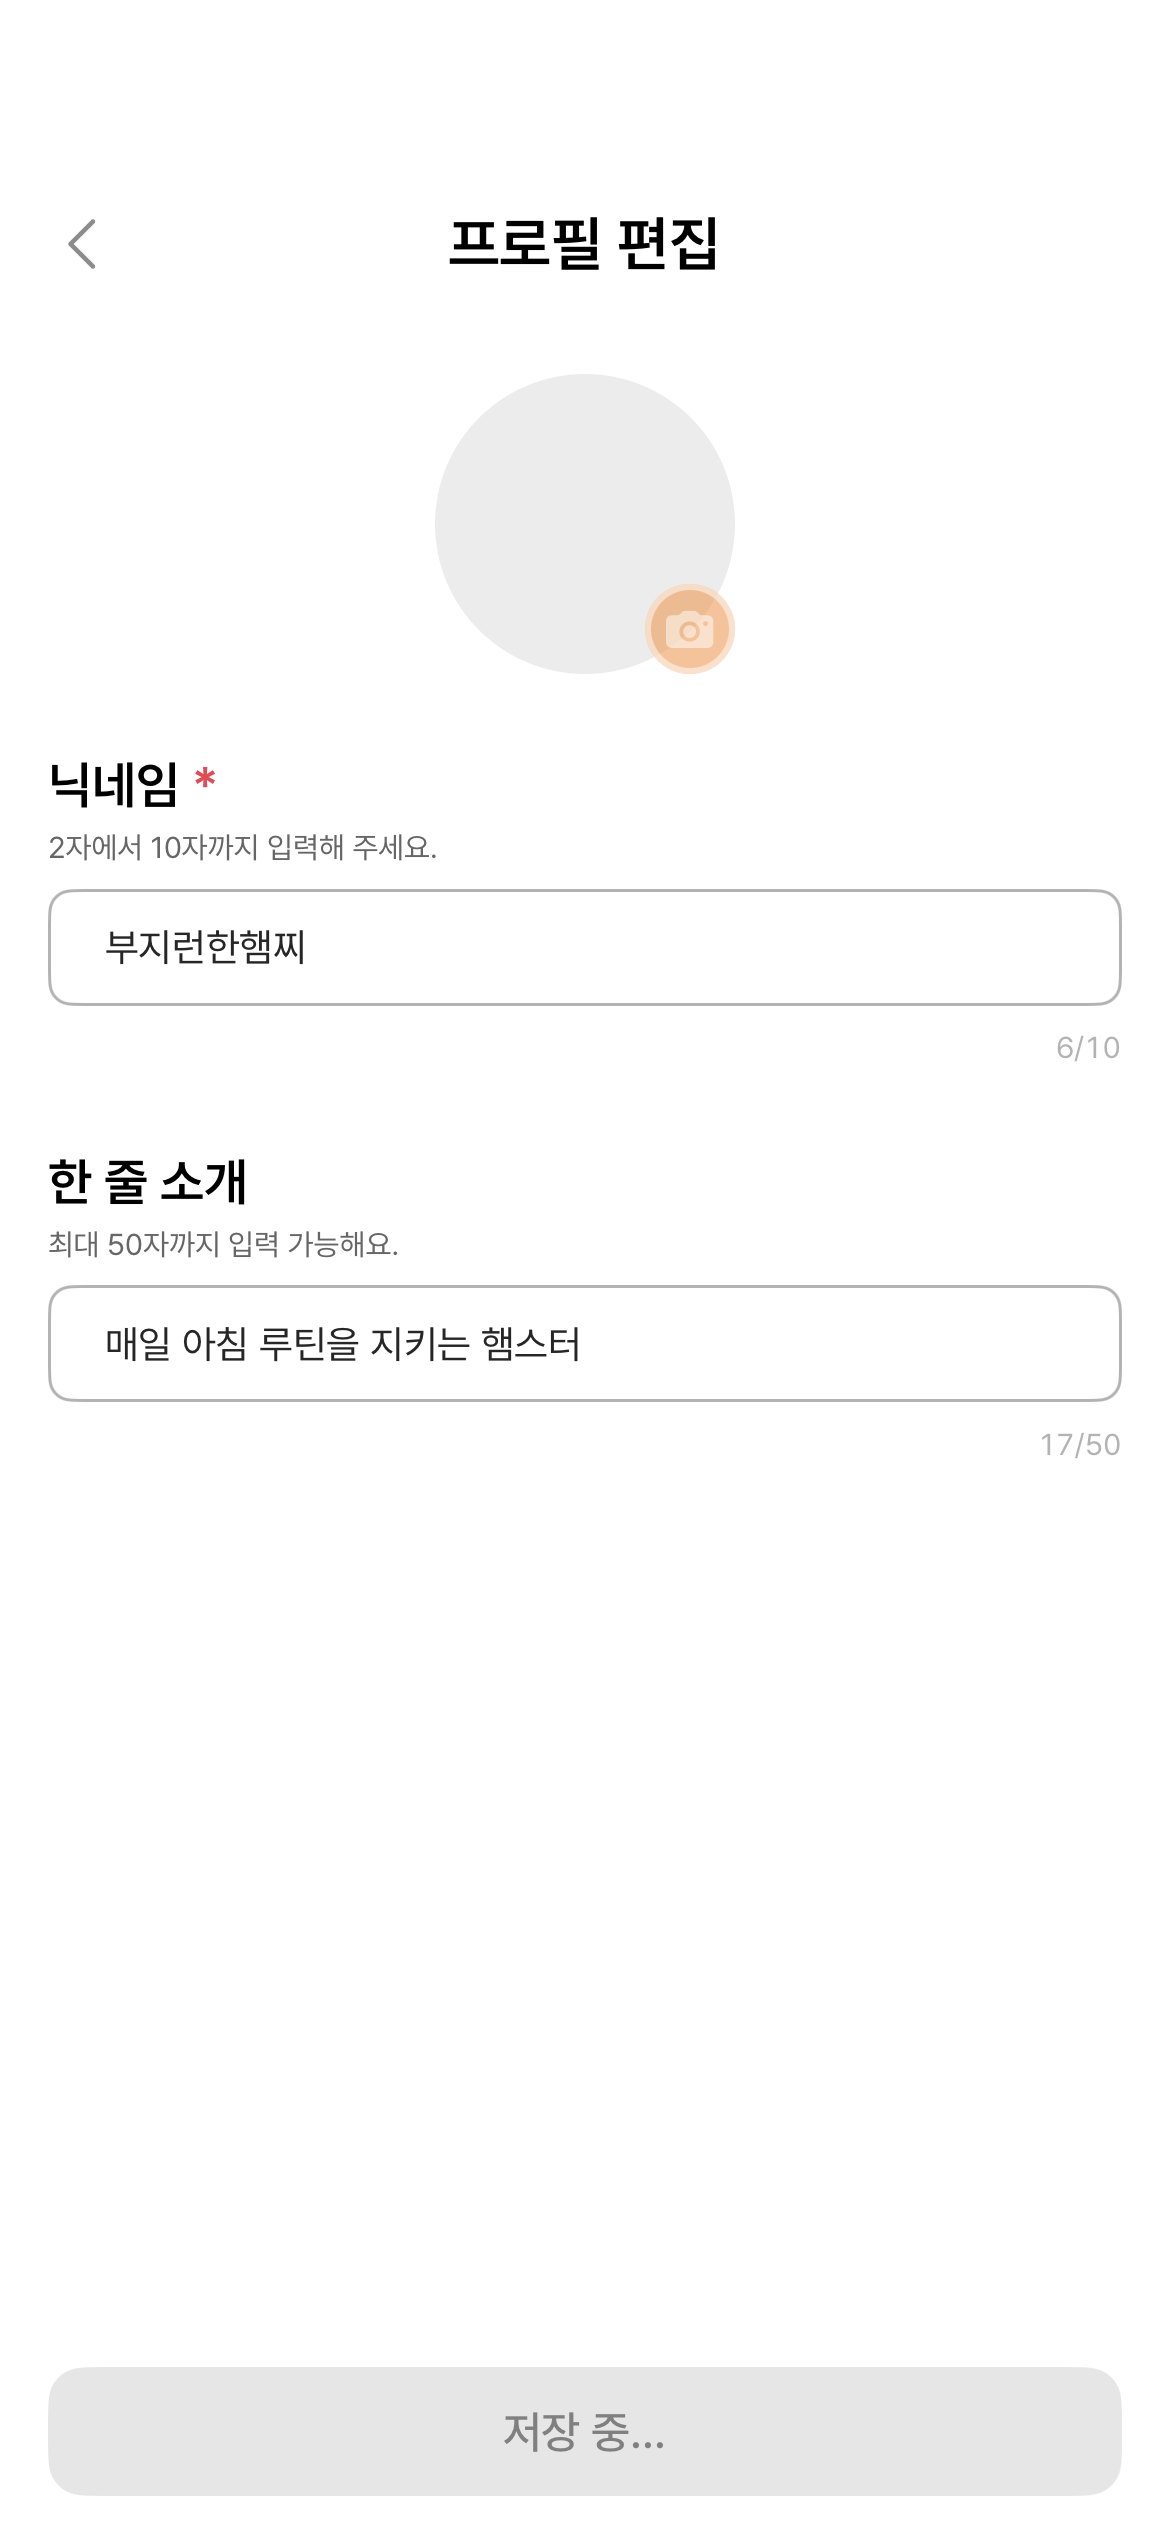 프로필 편집
닉네임 *
2자에서 10자까지 입력해 주세요.
부지런한햄찌
6/10
한 줄 소개
최대 50자까지 입력 가능해요.
매일 아침 루틴을 지키는 햄스터
17/50
저장 중...